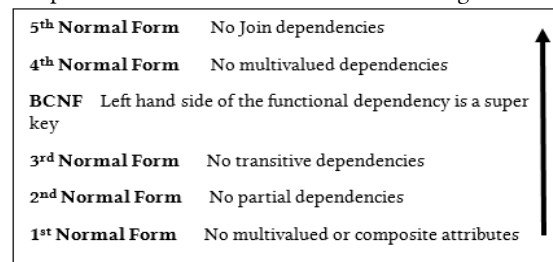 5th Normal Form No Join dependencies
4th Normal Form No multivalued dependencies
BCNF Left hand side of the functional dependency is a super
key
3rd Normal Form No transitive dependencies
2nd Normal Form No partial dependencies
1st Normal Form No multivalued or composite attributes